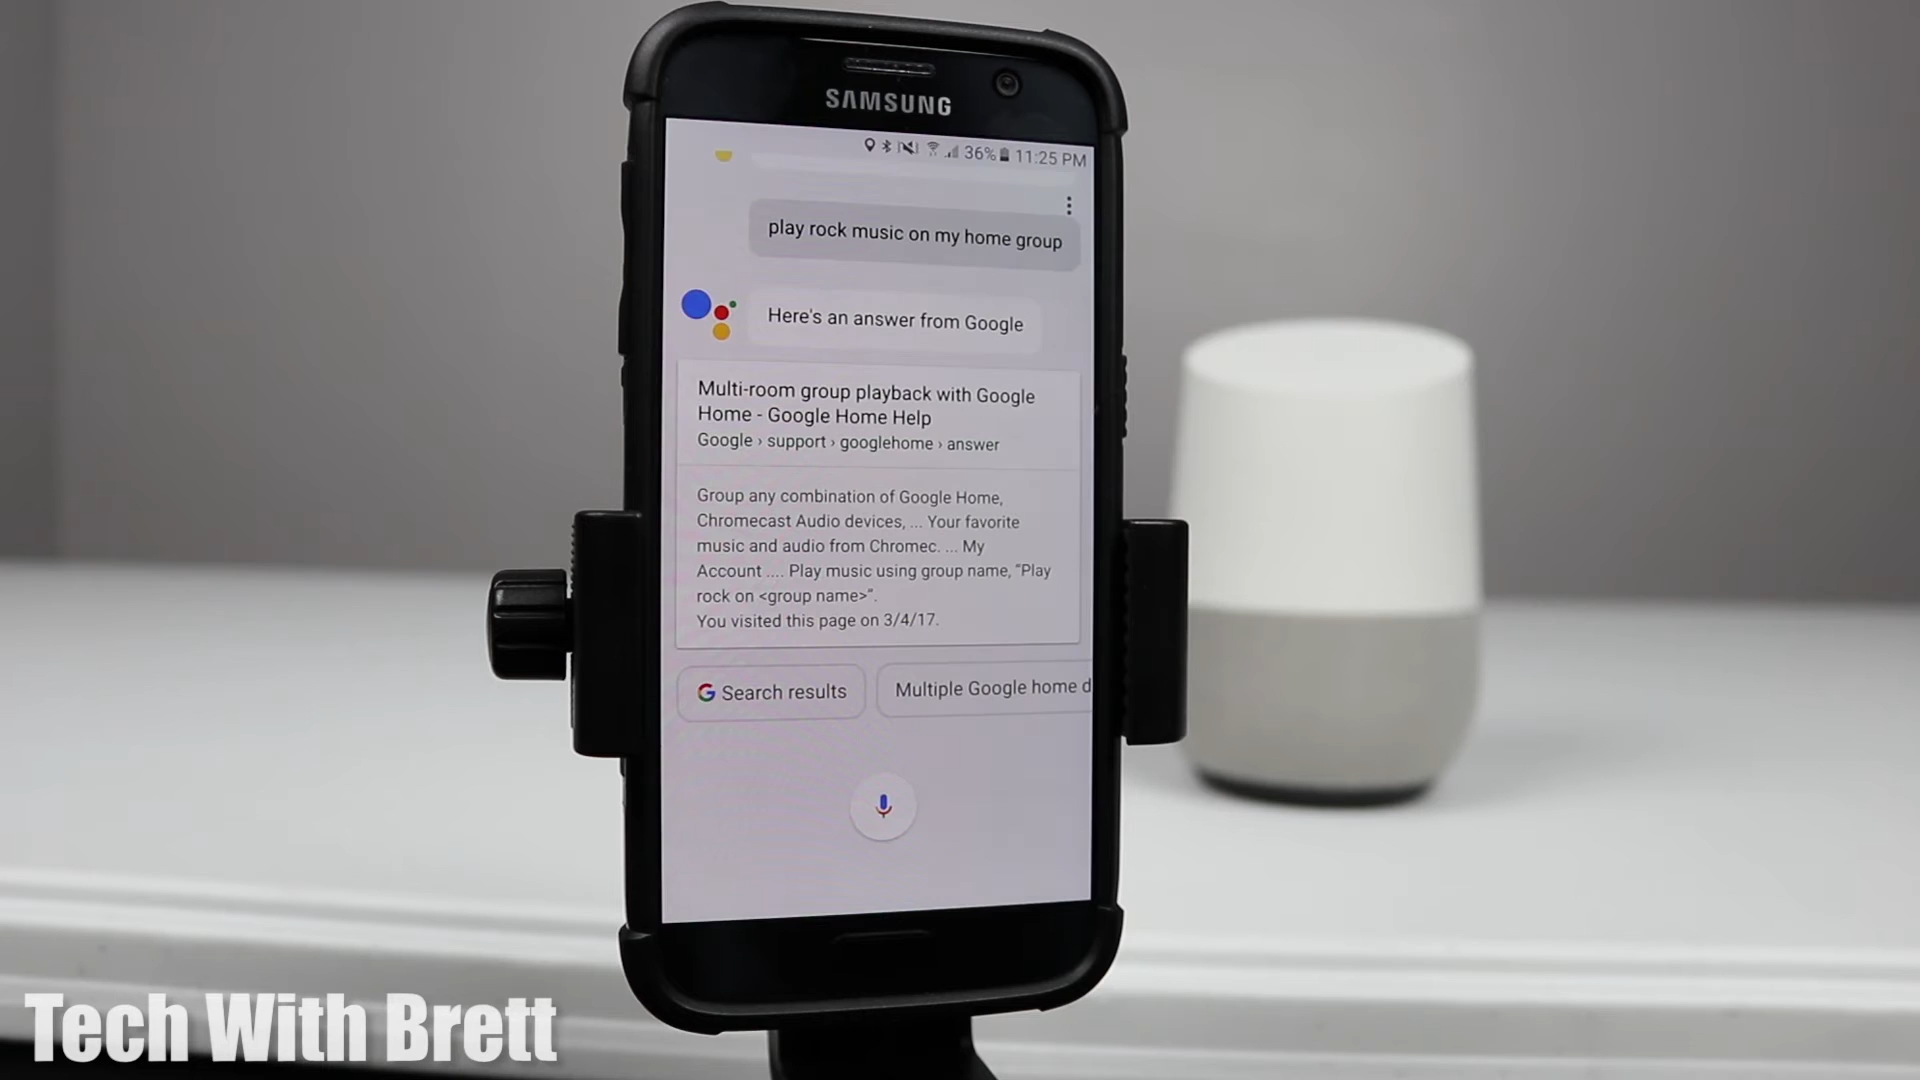 SAMSUNG
36% 11:25 PM
play rock music on my home group
Here's an answer from Google
Multi-room group playback with Google
Home - Google Home Help
Google › support › googlehome › answer
Group any combination of Google Home,
Chromecast Audio devices, ... Your favorite
music and audio from Chromec. ... My
Account .... Play music using group name, “Play
rock on <group name>”.
You visited this page on 3/4/17.
Search results
Multiple Google home d
Tech With Brett